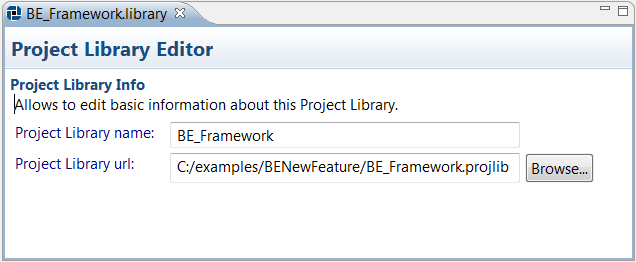 BE_Framework.library
Project Library Editor
Project Library Info
Allows to edit basic information about this Project Library.
Project Library name: BE_Framework
Project Library url: C:/examples/BENewFeature/BE_Framework.projlib Browse...